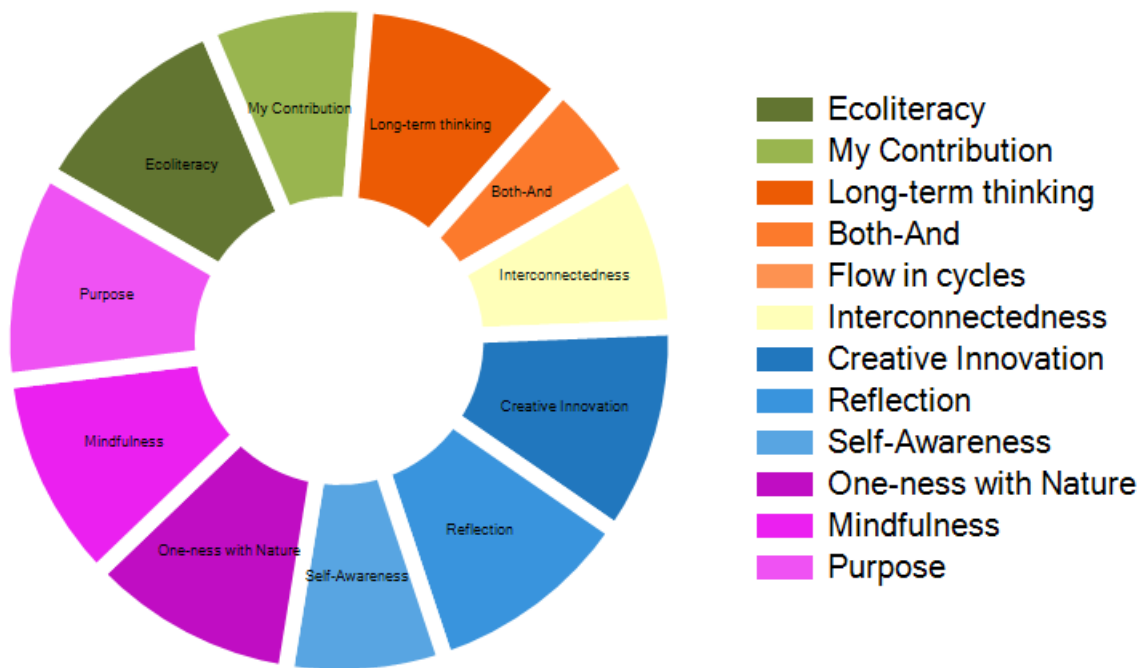 My Contribution
Long-term thinking
Ecoliteracy
Both-And
Interconnectedness
Purpose
Creative Innovation
Mindfulness
Reflection
One-ness with Nature
Self-Awareness
Ecoliteracy
My Contribution
Long-term thinking
Both-And
Flow in cycles
Interconnectedness
Creative Innovation
Reflection
Self-Awareness
One-ness with Nature
Mindfulness
Purpose